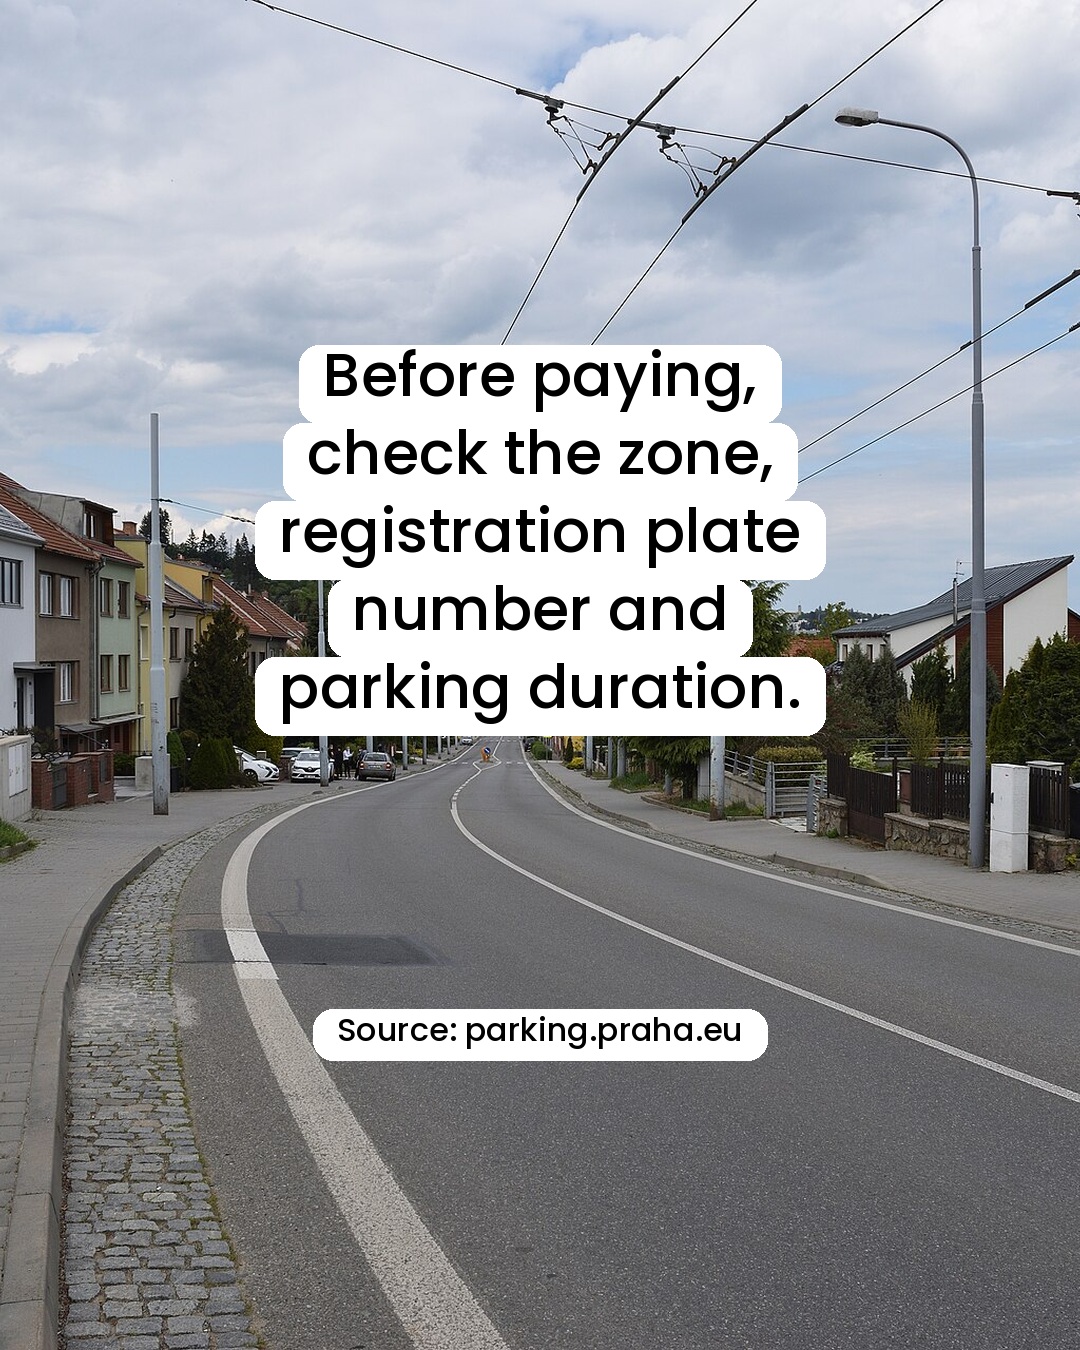 Before paying,
check the zone,
registration plate
number and
parking duration.
Source: parking.praha.eu